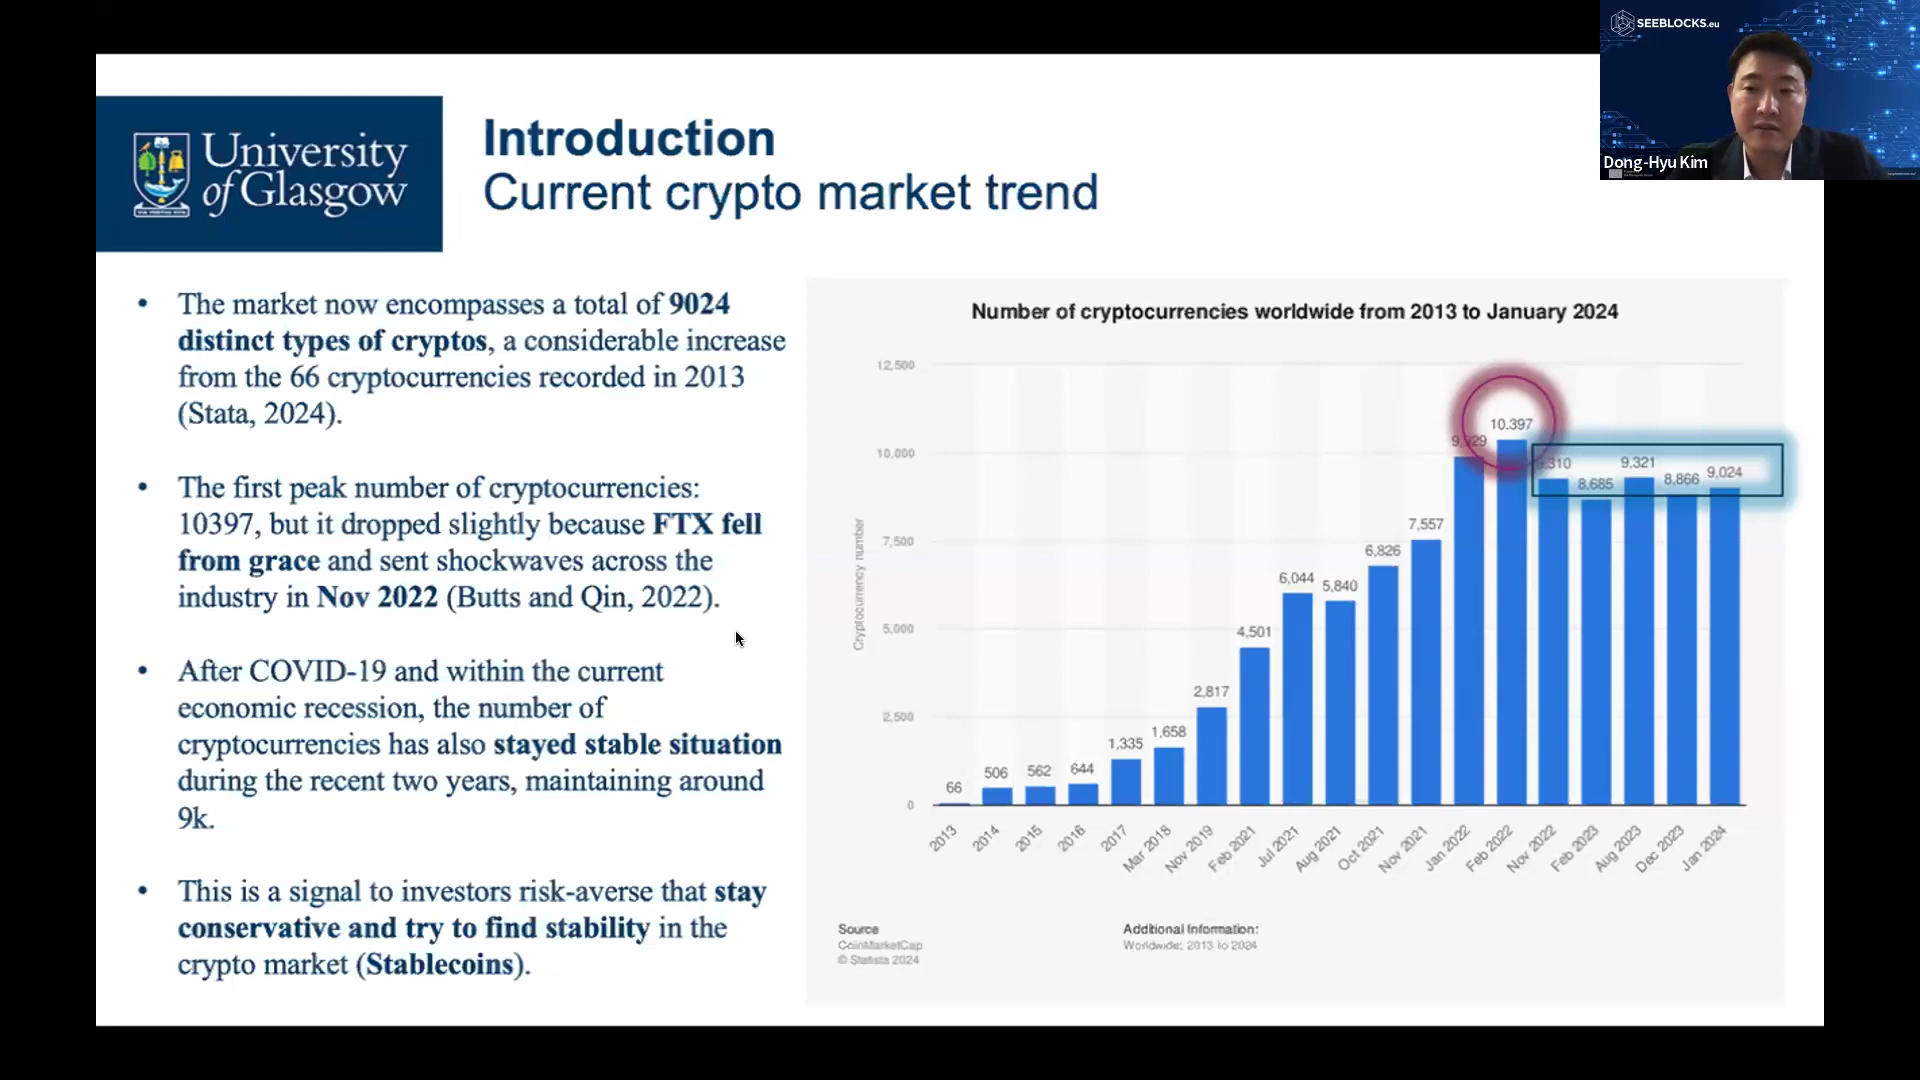 SEEBLOCKS.eu
Dong-Hyu Kim
University
of Glasgow
Introduction
Current crypto market trend
• The market now encompasses a total of 9024
distinct types of cryptos, a considerable increase
from the 66 cryptocurrencies recorded in 2013
(Stata, 2024).
• The first peak number of cryptocurrencies:
10397, but it dropped slightly because FTX fell
from grace and sent shockwaves across the
industry in Nov 2022 (Butts and Qin, 2022).
• After COVID-19 and within the current
economic recession, the number of
cryptocurrencies has also stayed stable situation
during the recent two years, maintaining around
9k.
• This is a signal to investors risk-averse that stay
conservative and try to find stability in the
crypto market (Stablecoins).
Number of cryptocurrencies worldwide from 2013 to January 2024
Cryptocurrency number
12,500
10,000
7,500
5,000
2,500
0
66
506
562
644
1,335
1,658
2,817
4,501
6,044
5,840
6,826
7,557
9,929
10.397
9,310
8,685
9,321
8,866
9,024
2013
2014
2015
2016
2017
Mar 2018
Nov 2019
Feb 2021
Jul 2021
Aug 2021
Oct 2021
Nov 2021
Jan 2022
Feb 2022
Nov 2022
Feb 2023
Aug 2023
Dec 2023
Jan 2024
Source
CoinMarketCap
© Statista 2024
Additional Information:
Worldwide; 2013 to 2024